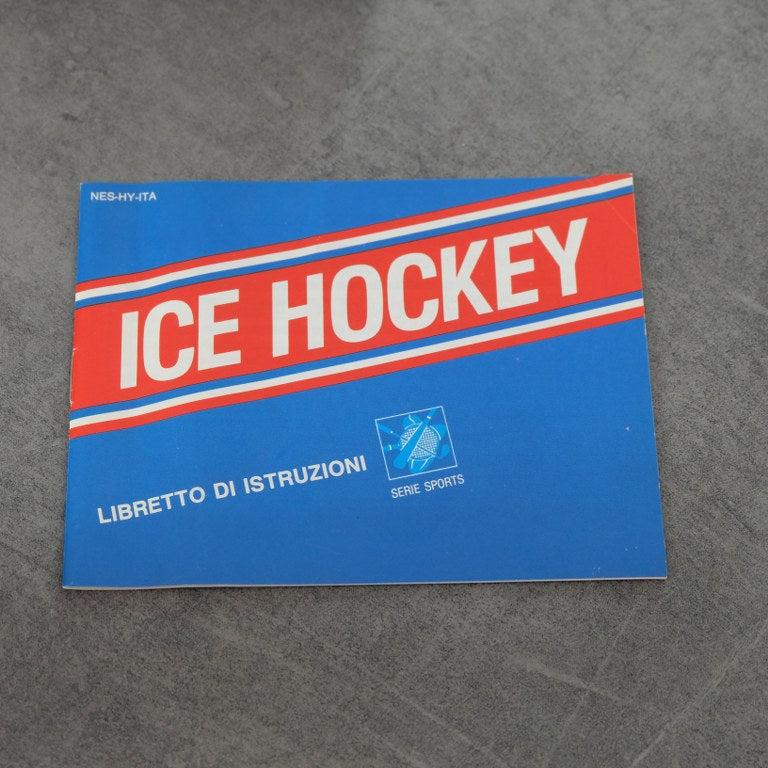 NES-HY-ITA
ICE HOCKEY
LIBRETTO DI ISTRUZIONI
SERIE SPORTS